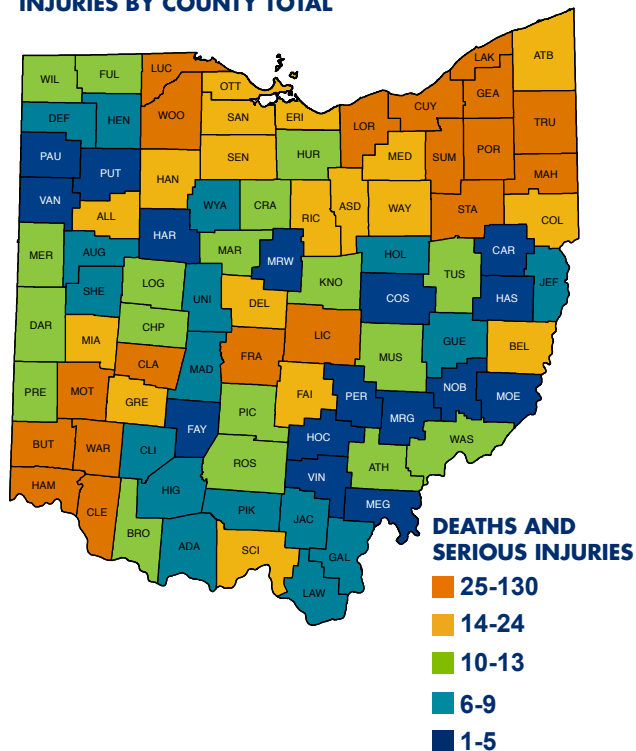 INJURIES BY COUNTY TOTAL
WIL FUL LUC OTT LAK GEA ATB
DEF HEN WOO SAN ERI LOR CUY TRU
PAU PUT HAN SEN HUR MED SUM POR MAH
VAN ALL HAR WYA CRA RIC ASD WAY STA COL
MER AUG MAR MRW KNO HOL TUS CAR JEF
SHE LOG UNI DEL COS HAS
DAR MIA CHP LIC MUS GUE BEL
PRE MOT CLA MAD FRA FAI PER NOB MOE
GRE PIC MRG
BUT WAR CLI FAY HOC WAS
HAM ROS VIN ATH
CLE HIG PIK JAC MEG
BRO ADA SCI GAL
LAW
DEATHS AND
SERIOUS INJURIES
25-130
14-24
10-13
6-9
1-5